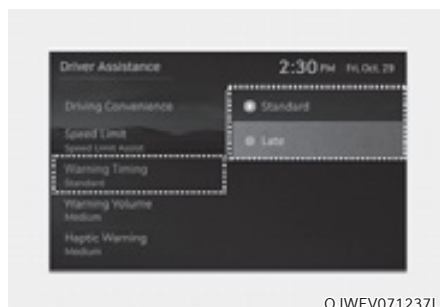 Driver Assistance
2:30 PM Fri, Oct. 29
Driving Convenience
Speed Limit
Speed Limit Assist
Warning Timing
Standard
Warning Volume
Medium
Haptic Warning
Medium
Standard
Late
OJWEV071237L